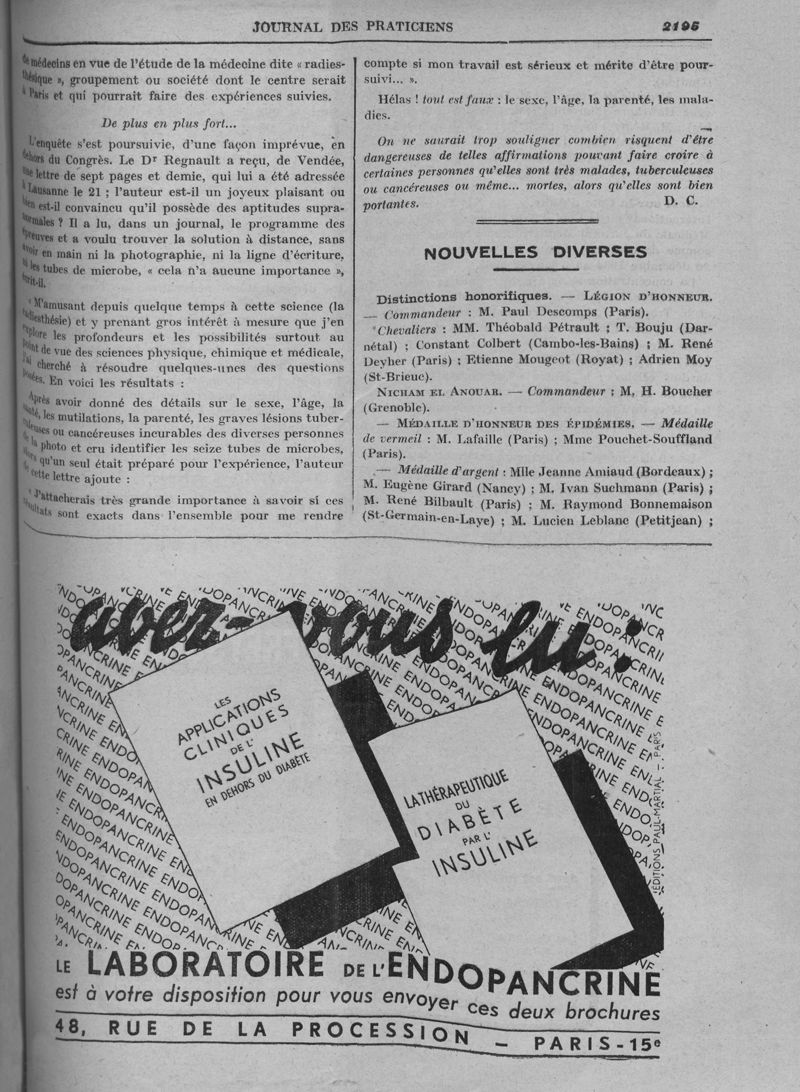 JOURNAL DES PRATICIENS 2195
de médecins en vue de l'étude de la médecine dite « radies-
thésique », groupement ou société dont le centre serait
à Paris et qui pourrait faire des expériences suivies.
De plus en plus fort...
L'enquête s'est poursuivie, d'une façon imprévue, en
dehors du Congrès. Le Dr Regnault a reçu, de Vendée,
une lettre de sept pages et demie, qui lui a été adressée
à Lausanne le 21 ; l'auteur est-il un joyeux plaisant ou
bien est-il convaincu qu'il possède des aptitudes supra-
normales ? Il a lu, dans un journal, le programme des
épreuves et a voulu trouver la solution à distance, sans
avoir en main ni la photographie, ni la ligne d'écriture,
ni les tubes de microbe, « cela n'a aucune importance »,
écrit-il.
« M'amusant depuis quelque temps à cette science (la
radiesthésie) et y prenant gros intérêt à mesure que j'en
explore les profondeurs et les possibilités surtout au
point de vue des sciences physique, chimique et médicale,
j'ai cherché à résoudre quelques-unes des questions
posées. En voici les résultats :
Après avoir donné des détails sur le sexe, l'âge, la
santé, les mutilations, la parenté, les graves lésions tuber-
culeuses ou cancéreuses incurables des diverses personnes
de la photo et cru identifier les seize tubes de microbes,
alors qu'un seul était préparé pour l'expérience, l'auteur
de cette lettre ajoute :
« J'attacherais très grande importance à savoir si ces
résultats sont exacts dans l'ensemble pour me rendre
compte si mon travail est sérieux et mérite d'être pour-
suivi... ».
Hélas ! tout est faux : le sexe, l'âge, la parenté, les mala-
dies.
On ne saurait trop souligner combien risquent d'être
dangereuses de telles affirmations pouvant faire croire à
certaines personnes qu'elles sont très malades, tuberculeuses
ou cancéreuses ou même... mortes, alors qu'elles sont bien
portantes. D. C.
NOUVELLES DIVERSES
Distinctions honorifiques. — LÉGION D'HONNEUR.
— Commandeur : M. Paul Descomps (Paris).
Chevaliers : MM. Théobald Pétrault ; T. Bouju (Dar-
nétal) ; Constant Colbert (Cambo-les-Bains) ; M. René
Deyher (Paris) ; Etienne Mougeot (Royat) ; Adrien Moy
(St-Brieuc).
NICHAM EL ANOUAR. — Commandeur : M. H. Boucher
(Grenoble).
— MÉDAILLE D'HONNEUR DES ÉPIDÉMIES. — Médaille
de vermeil : M. Lafaille (Paris) ; Mme Pouchet-Souffland
(Paris).
— Médaille d'argent : Mlle Jeanne Amiaud (Bordeaux) ;
M. Eugène Girard (Nancy) ; M. Ivan Suchmann (Paris) ;
M. René Bilbault (Paris) ; M. Raymond Bonnemaison
(St-Germain-en-Laye) ; M. Lucien Leblanc (Petitjean) ;
avez-vous lu :
LES
APPLICATIONS
CLINIQUES
DE L'
INSULINE
EN DEHORS DU DIABÈTE
LA THÉRAPEUTIQUE
DU
DIABÈTE
PAR L'
INSULINE
ÉDITIONS PAUL-MARTIAL - PARIS
LE LABORATOIRE DE L'ENDOPANCRINE
est à votre disposition pour vous envoyer ces deux brochures
48, RUE DE LA PROCESSION - PARIS-15e